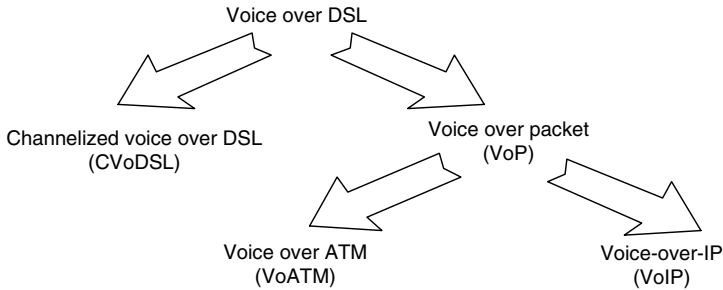 Voice over DSL
Channelized voice over DSL
(CVoDSL)
Voice over packet
(VoP)
Voice over ATM
(VoATM)
Voice-over-IP
(VoIP)